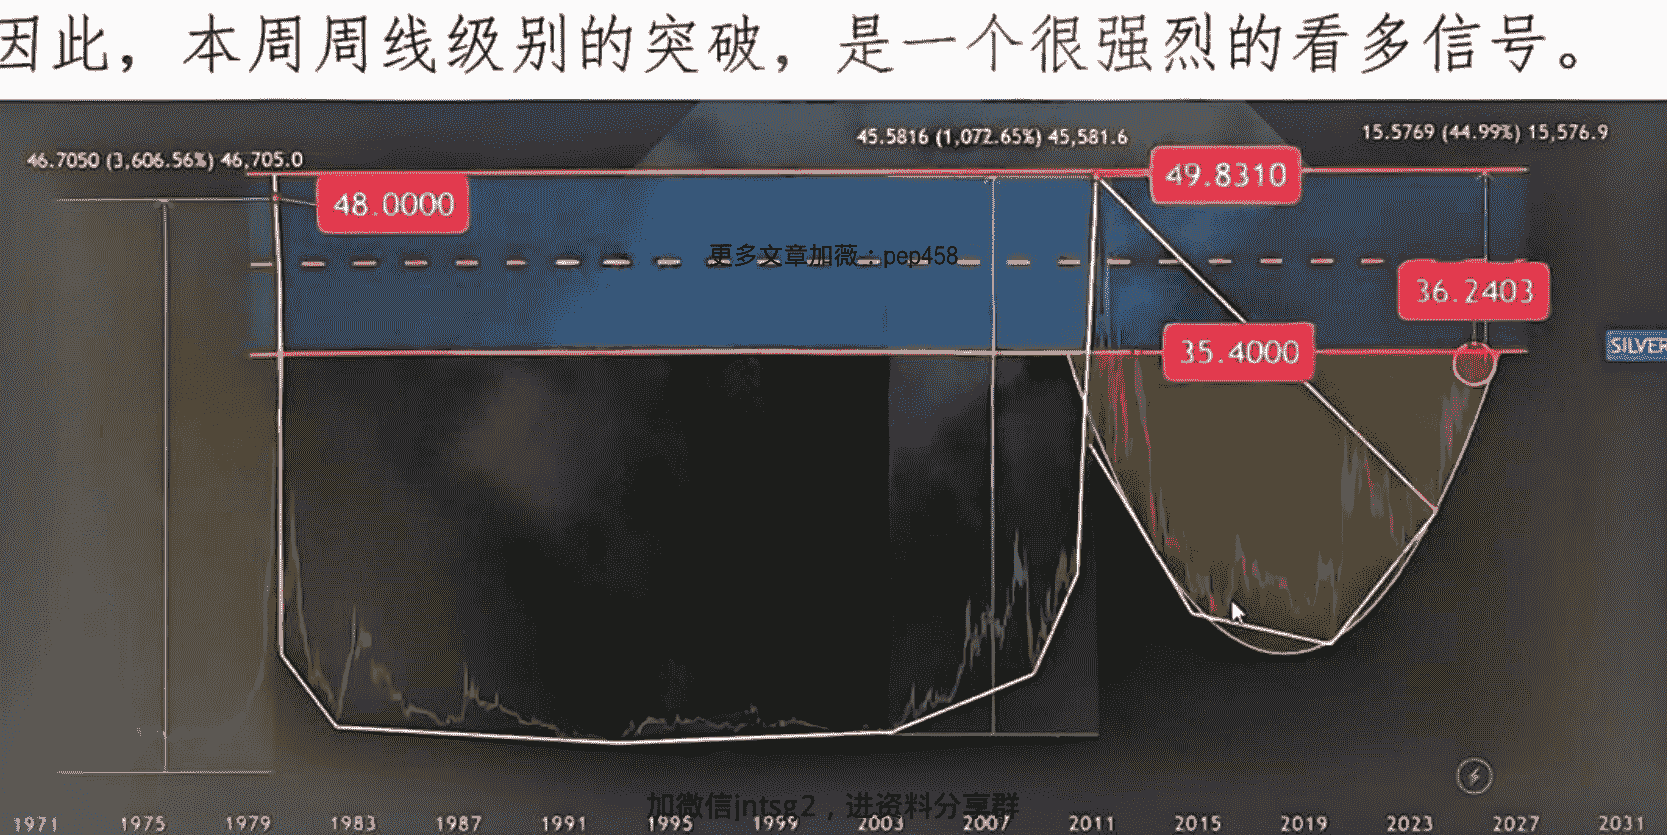 因此，本周周线级别的突破，是一个很强烈的看多信号。
45.5816 (1,072.65%) 45,581.6
15.5769 (44.99%) 15,576.9
46.7050 (3,606.56%) 46,705.0
49.8310
48.0000
更多文章加薇：pep458
36.2403
35.4000
SILVER
加微信jntsg2，进资料分享群
1971 1975 1979 1983 1987 1991 1995 1999 2003 2007 2011 2015 2019 2023 2027 2031